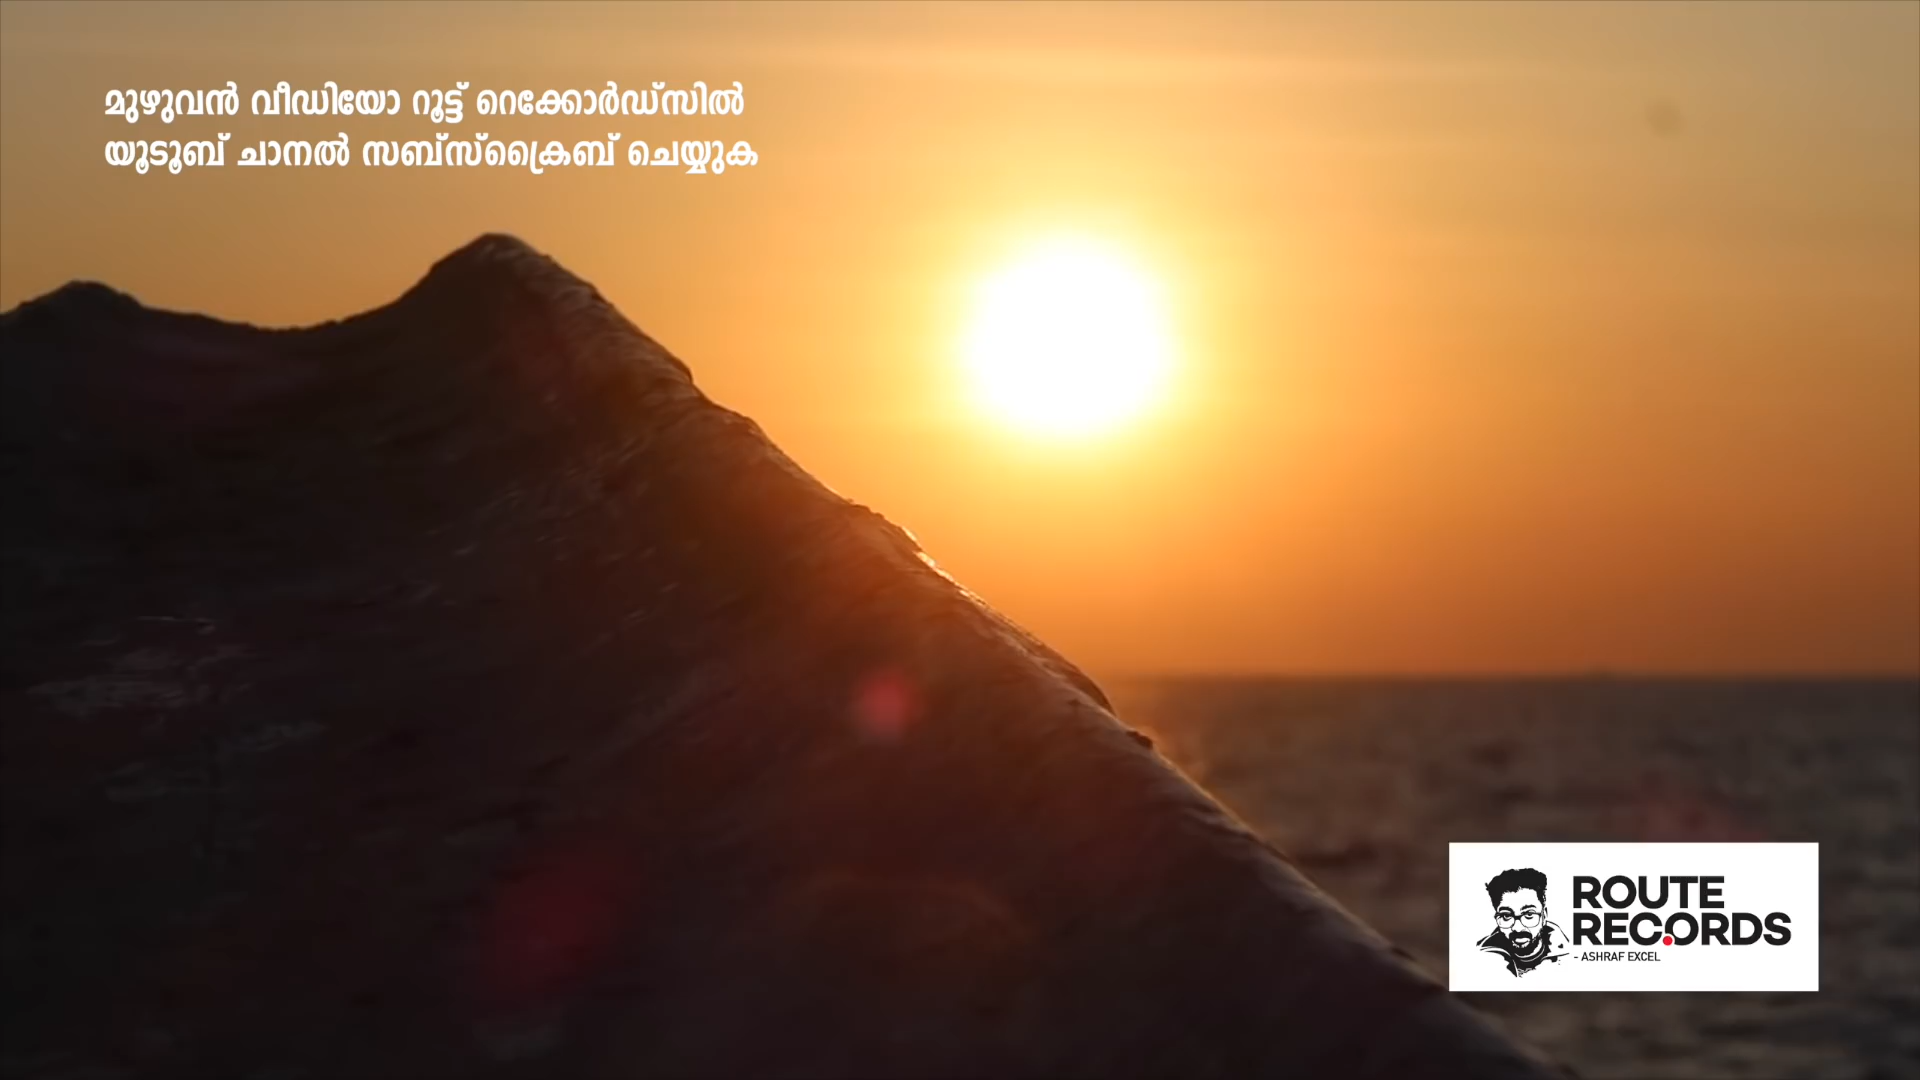 മുഴുവൻ വീഡിയോ റൂട്ട് റെക്കോർഡ്സിൽ
യൂടൂബ് ചാനൽ സബ്സ്ക്രൈബ് ചെയ്യുക
ROUTE
RECORDS
- ASHRAF EXCEL